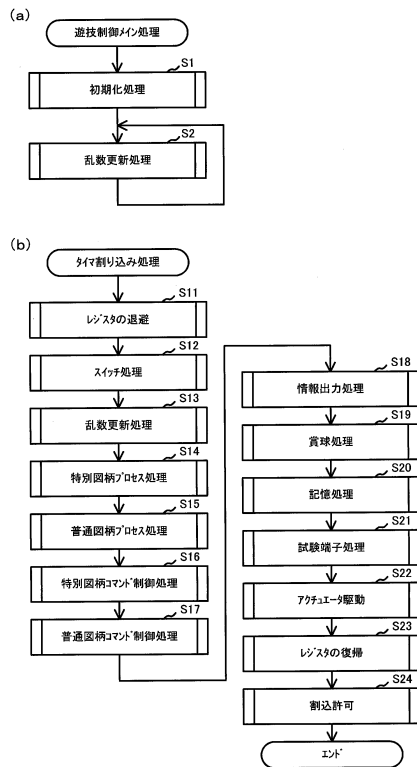 (a)
遊技制御ﾒｲﾝ処理
S1
初期化処理
S2
乱数更新処理
(b)
ﾀｲﾏ割り込み処理
S11
ﾚｼﾞｽﾀの退避
S12
ｽｲｯﾁ処理
S13
乱数更新処理
S14
特別図柄ﾌﾟﾛｾｽ処理
S15
普通図柄ﾌﾟﾛｾｽ処理
S16
特別図柄ｺﾏﾝﾄﾞ制御処理
S17
普通図柄ｺﾏﾝﾄﾞ制御処理
S18
情報出力処理
S19
賞球処理
S20
記憶処理
S21
試験端子処理
S22
ｱｸﾁｭｴｰﾀ駆動
S23
ﾚｼﾞｽﾀの復帰
S24
割込許可
ｴﾝﾄﾞ